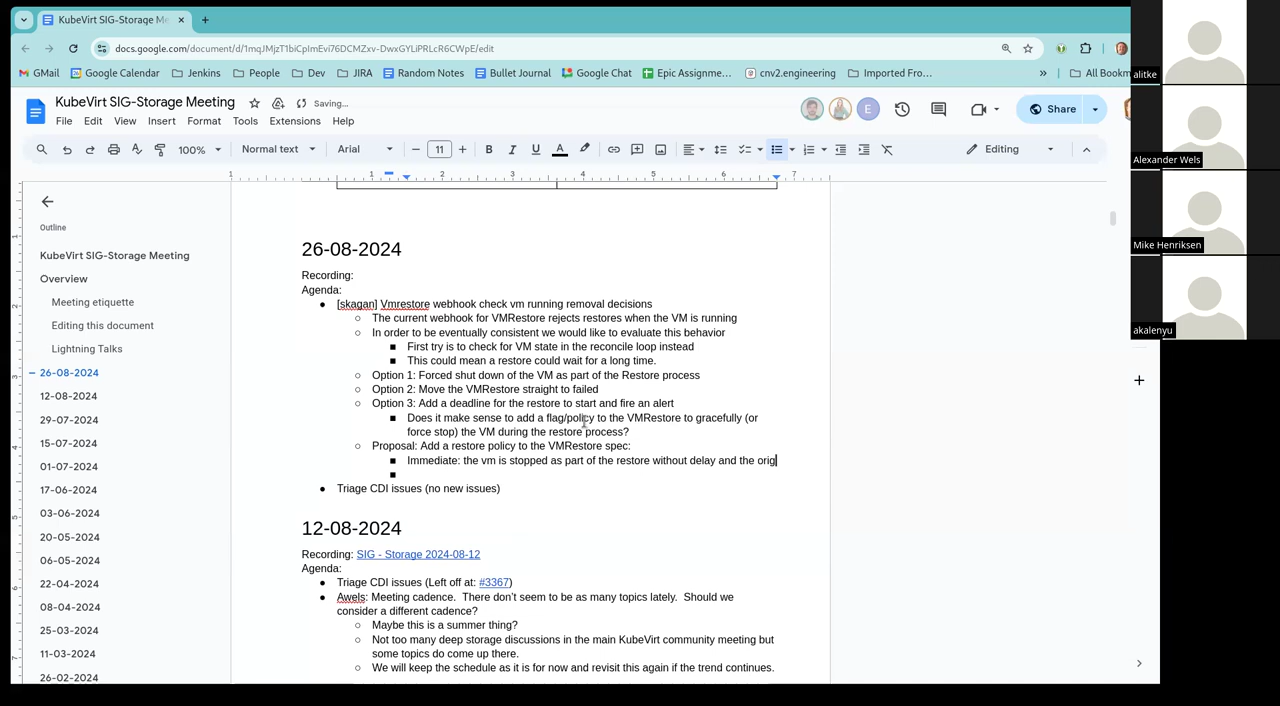 KubeVirt SIG-Storage Me
docs.google.com/document/d/1mqJMjzT1biCpImEvi76DCMZxv-DwxGYLiPRLcR6CWpE/edit
GMail Google Calendar Jenkins People Dev JIRA Random Notes Bullet Journal Google Chat Epic Assignme... cnv2.engineering Imported Fro... » All Bookm
KubeVirt SIG-Storage Meeting Saving...
File Edit View Insert Format Tools Extensions Help
E
Share
100% Normal text Arial 11 B I U A Editing
1 1 2 3 4 5 6 7
Outline
KubeVirt SIG-Storage Meeting
Overview
Meeting etiquette
Editing this document
Lightning Talks
26-08-2024
12-08-2024
29-07-2024
15-07-2024
01-07-2024
17-06-2024
03-06-2024
20-05-2024
06-05-2024
22-04-2024
08-04-2024
25-03-2024
11-03-2024
26-02-2024
26-08-2024
Recording:
Agenda:
[skagan] Vmrestore webhook check vm running removal decisions
The current webhook for VMRestore rejects restores when the VM is running
In order to be eventually consistent we would like to evaluate this behavior
First try is to check for VM state in the reconcile loop instead
This could mean a restore could wait for a long time.
Option 1: Forced shut down of the VM as part of the Restore process
Option 2: Move the VMRestore straight to failed
Option 3: Add a deadline for the restore to start and fire an alert
Does it make sense to add a flag/policy to the VMRestore to gracefully (or
force stop) the VM during the restore process?
Proposal: Add a restore policy to the VMRestore spec:
Immediate: the vm is stopped as part of the restore without delay and the orig
Triage CDI issues (no new issues)
12-08-2024
Recording: SIG - Storage 2024-08-12
Agenda:
Triage CDI issues (Left off at: #3367)
Awels: Meeting cadence. There don't seem to be as many topics lately. Should we
consider a different cadence?
Maybe this is a summer thing?
Not too many deep storage discussions in the main KubeVirt community meeting but
some topics do come up there.
We will keep the schedule as it is for now and revisit this again if the trend continues.
alitke
Alexander Wels
Mike Henriksen
akalenyu